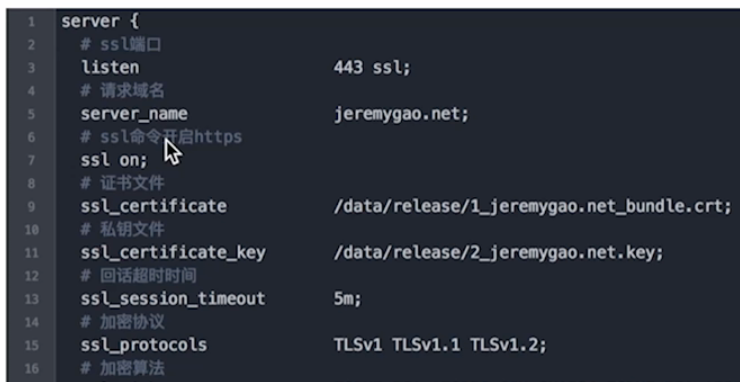 1 server {
2 # ssl端口
3 listen 443 ssl;
4 # 请求域名
5 server_name jeremygao.net;
6 # ssl命令开启https
7 ssl on;
8 # 证书文件
9 ssl_certificate /data/release/1_jeremygao.net_bundle.crt;
10 # 私钥文件
11 ssl_certificate_key /data/release/2_jeremygao.net.key;
12 # 回话超时时间
13 ssl_session_timeout 5m;
14 # 加密协议
15 ssl_protocols TLSv1 TLSv1.1 TLSv1.2;
16 # 加密算法